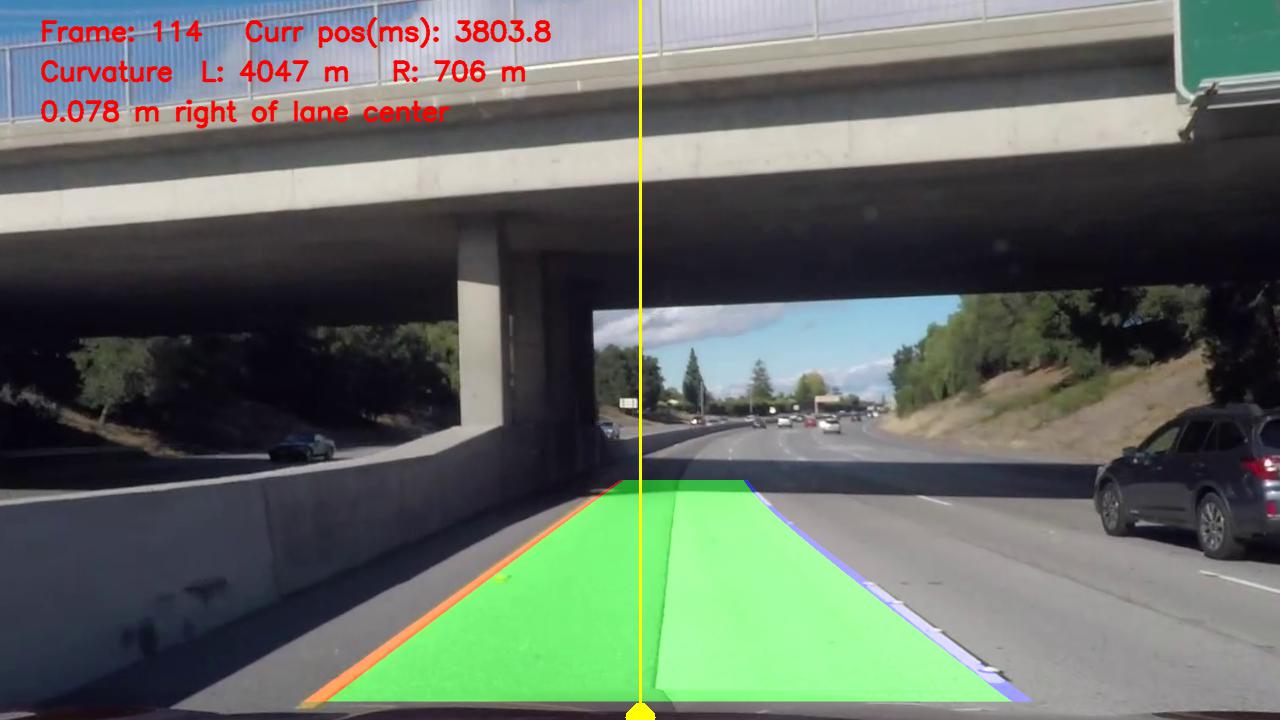 Frame: 114 Curr pos(ms): 3803.8
Curvature L: 4047 m R: 706 m
0.078 m right of lane center